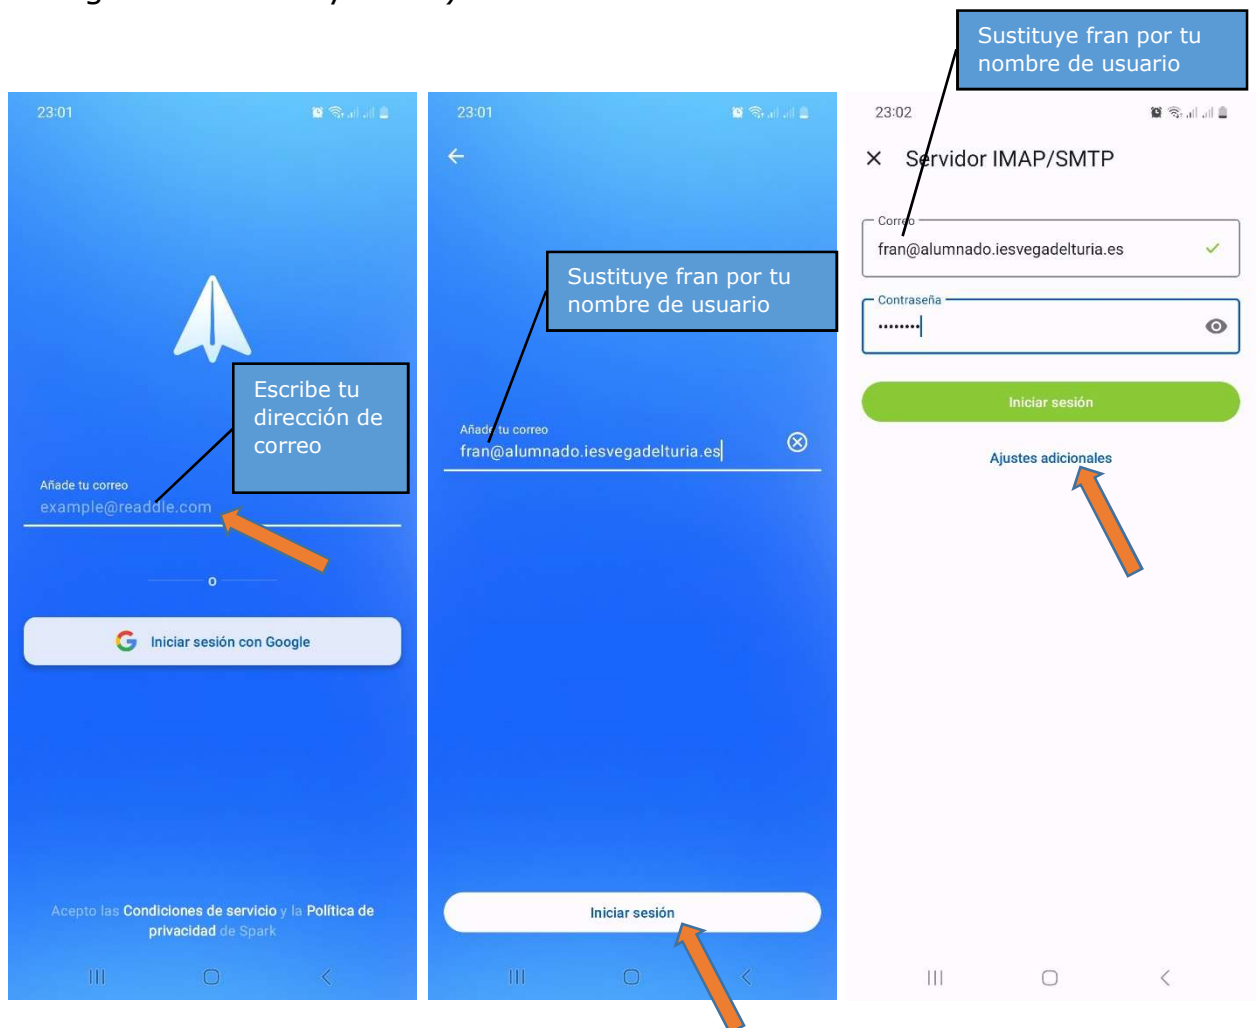 Sustituye fran por tu
nombre de usuario
23:01
Escribe tu
dirección de
correo
Añade tu correo
example@readdle.com
o
G Iniciar sesión con Google
Acepto las Condiciones de servicio y la Política de
privacidad de Spark
23:01
Sustituye fran por tu
nombre de usuario
Añade tu correo
fran@alumnado.iesvegadelturia.es
Iniciar sesión
23:02
Servidor IMAP/SMTP
Correo
fran@alumnado.iesvegadelturia.es
Contraseña
••••••••
Iniciar sesión
Ajustes adicionales